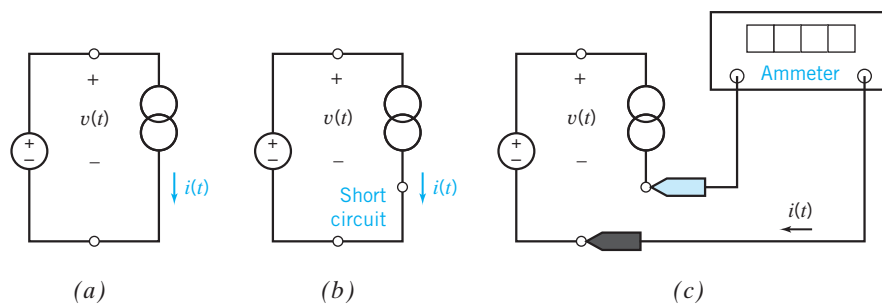 +
v(t)
−
+
−
i(t)
(a)
+
v(t)
−
+
−
Short
circuit
i(t)
(b)
Ammeter
+
v(t)
−
+
−
i(t)
(c)